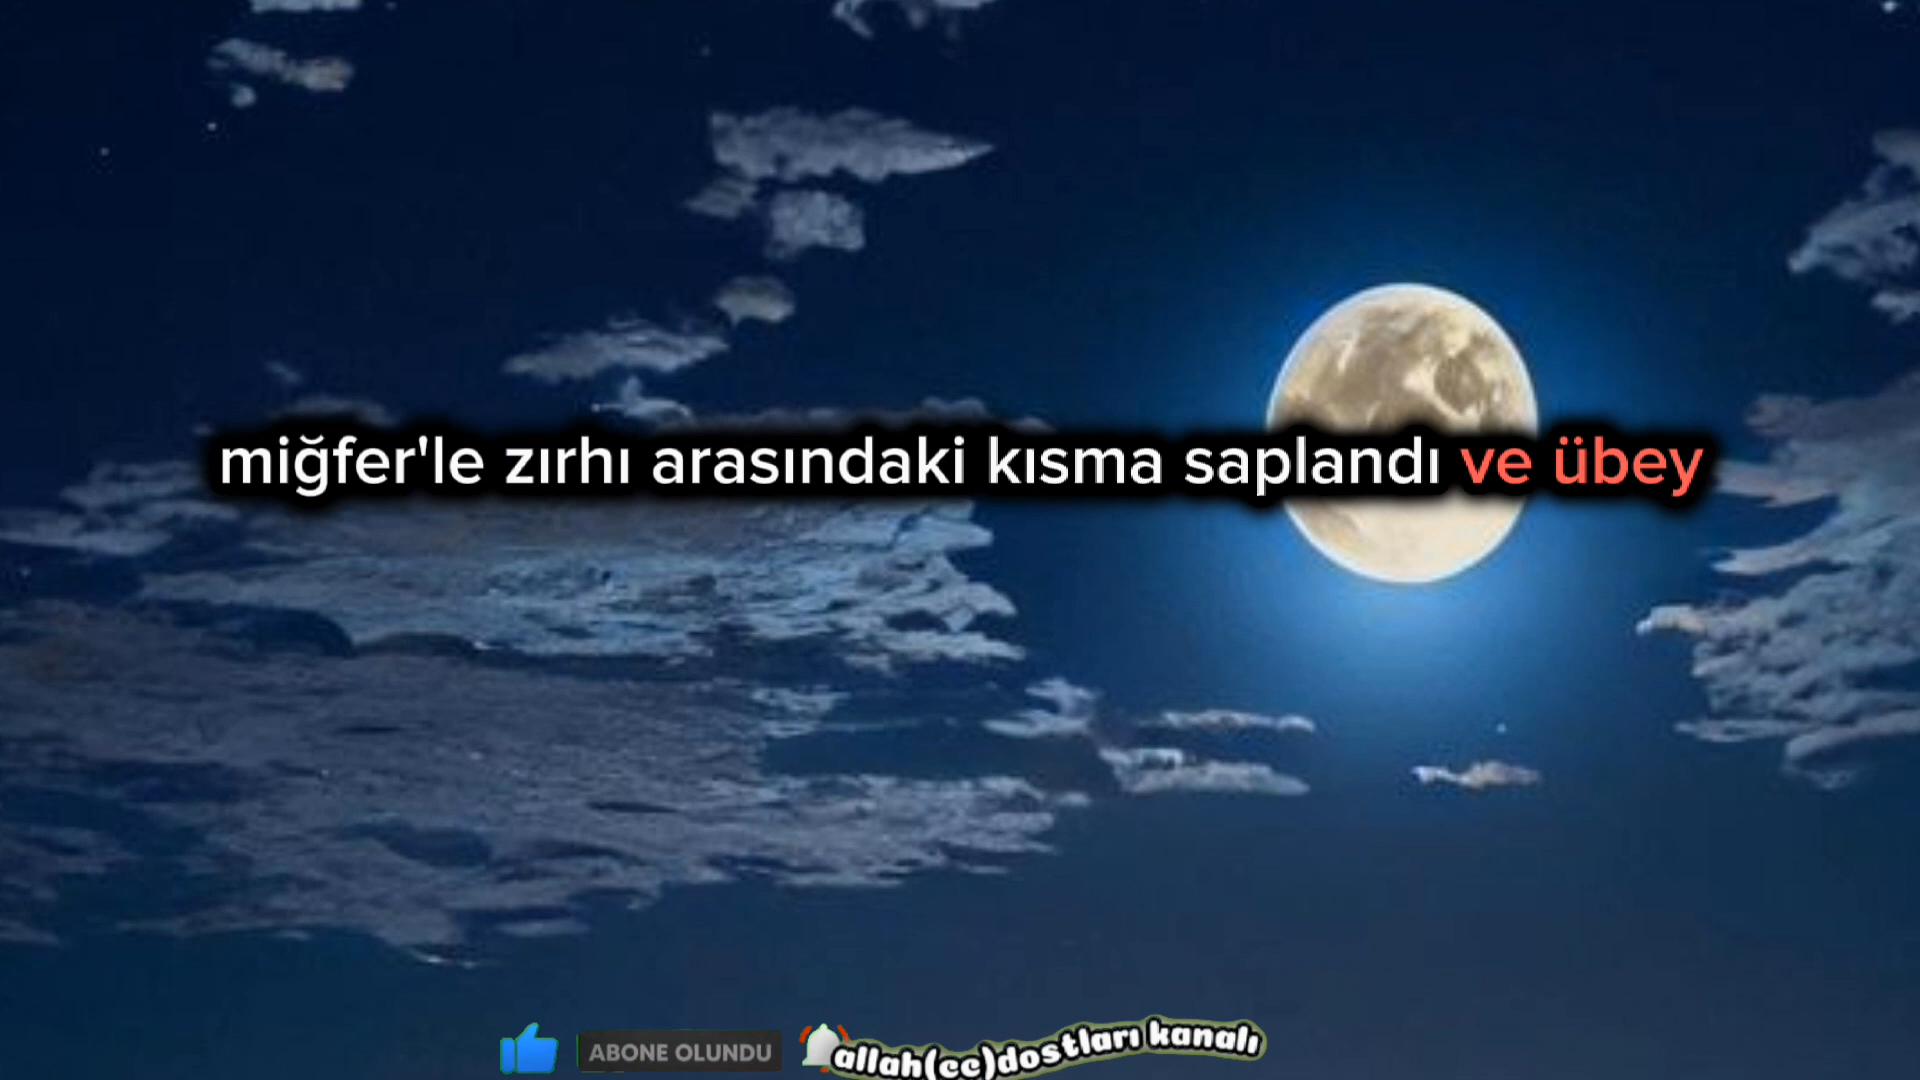 miğfer'le zırhı arasındaki kısma saplandı ve übey
ABONE OLUNDU
allah(cc)dostları kanalı